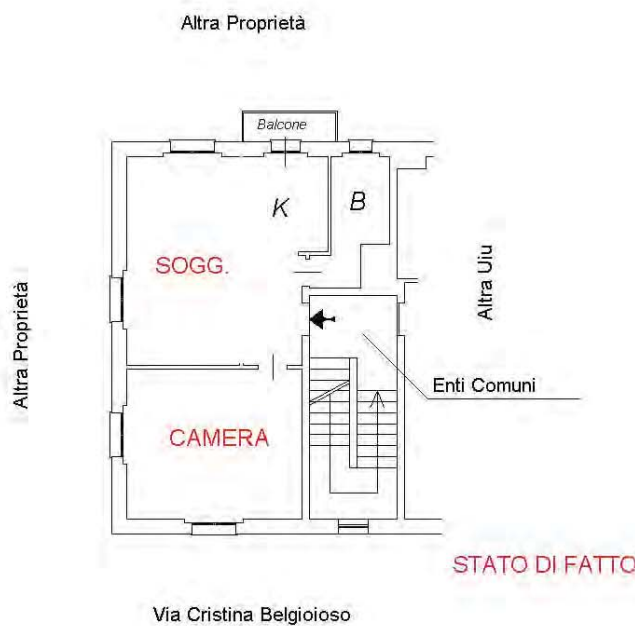 Altra Proprietà
Balcone
K
B
SOGG.
Altra Uiu
Altra Proprietà
Enti Comuni
CAMERA
STATO DI FATTO
Via Cristina Belgioioso